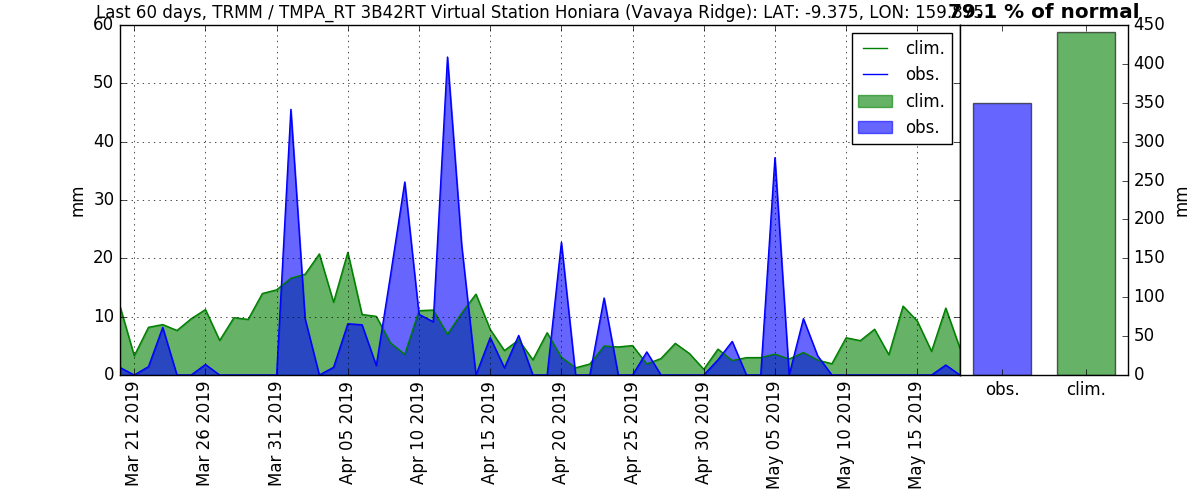 Last 60 days, TRMM / TMPA_RT 3B42RT Virtual Station Honiara (Vavaya Ridge): LAT: -9.375, LON:
79.1 % of normal
mm
60
50
40
30
20
10
0
clim.
obs.
clim.
obs.
450
400
350
300
250
200
150
100
50
0
mm
obs.
clim.
Mar 21 2019
Mar 26 2019
Mar 31 2019
Apr 05 2019
Apr 10 2019
Apr 15 2019
Apr 20 2019
Apr 25 2019
Apr 30 2019
May 05 2019
May 10 2019
May 15 2019